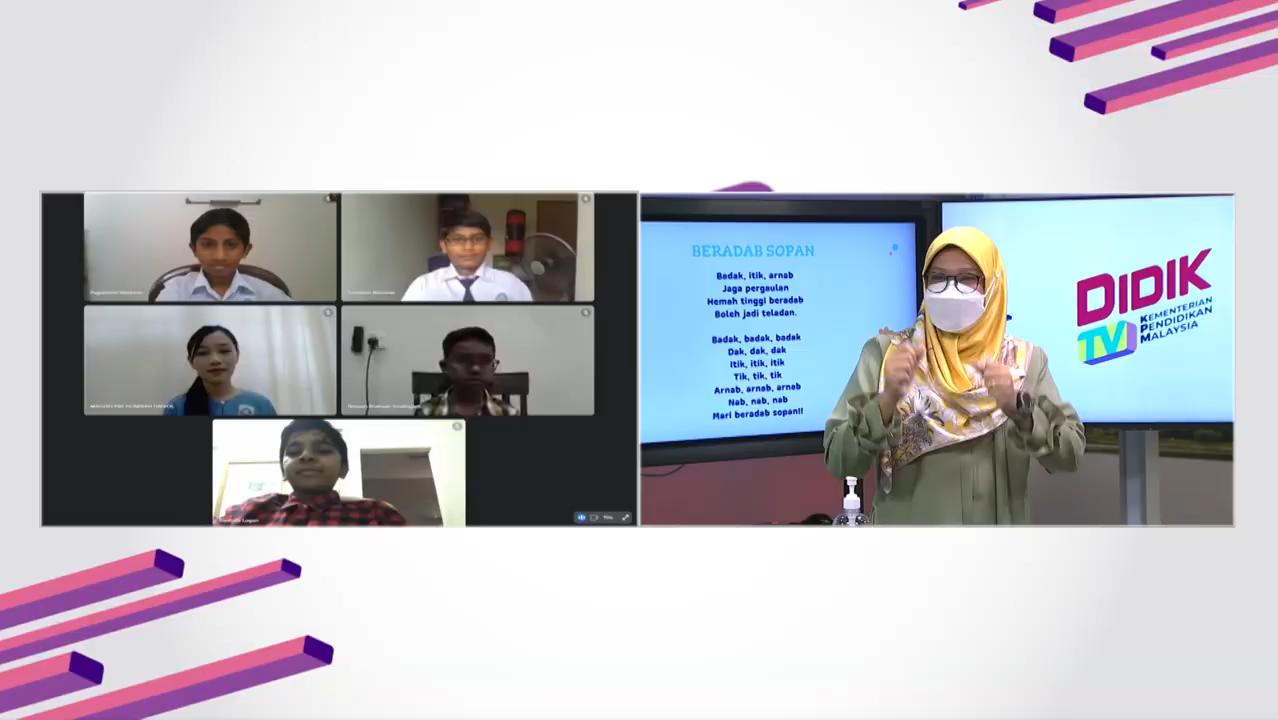 BERADAB SOPAN
Badak, itik, arnab
Jaga pergaulan
Hemah tinggi beradab
Boleh jadi teladan.
Badak, badak, badak
Dak, dak, dak
Itik, itik, itik
Tik, tik, tik
Arnab, arnab, arnab
Nab, nab, nab
Mari beradab sopan!!
DIDIK
TV
KEMENTERIAN
PENDIDIKAN
MALAYSIA